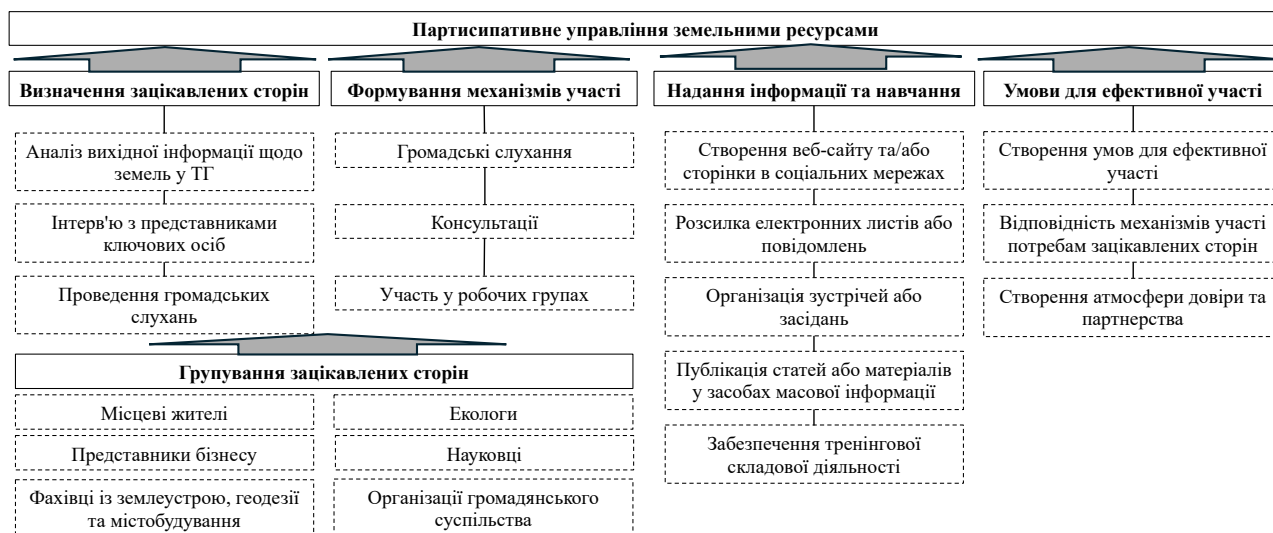 Партисипативне управління земельними ресурсами
Визначення зацікавлених сторін
Аналіз вихідної інформації щодо
земель у ТГ
Інтерв'ю з представниками
ключових осіб
Проведення громадських
слухань
Формування механізмів участі
Громадські слухання
Консультації
Участь у робочих групах
Групування зацікавлених сторін
Місцеві жителі
Представники бізнесу
Фахівці із землеустрою, геодезії
та містобудування
Екологи
Науковці
Організації громадянського
суспільства
Надання інформації та навчання
Створення веб-сайту та/або
сторінки в соціальних мережах
Розсилка електронних листів або
повідомлень
Організація зустрічей або
засідань
Публікація статей або матеріалів
у засобах масової інформації
Забезпечення тренінгової
складової діяльності
Умови для ефективної участі
Створення умов для ефективної
участі
Відповідність механізмів участі
потребам зацікавлених сторін
Створення атмосфери довіри та
партнерства